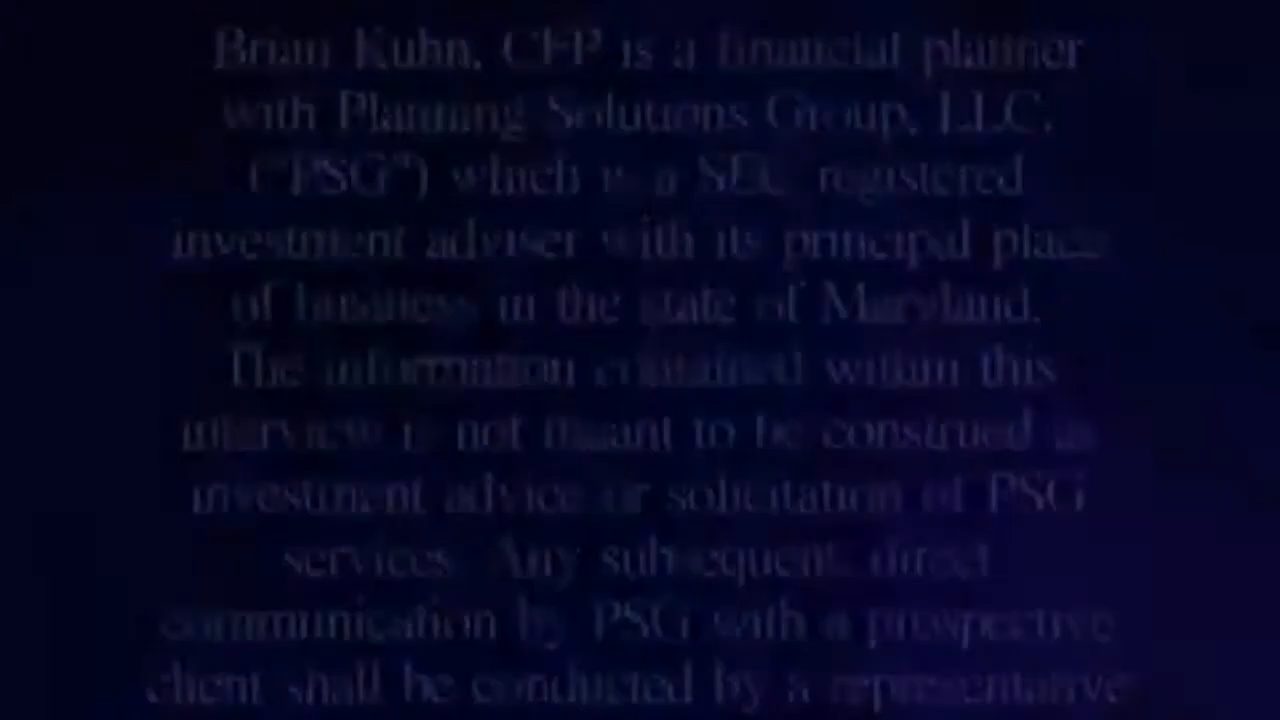 Brian Kuhn, CFP is a financial planner
with Planning Solutions Group, LLC.
("PSG") which is a SEC registered
investment adviser with its principal place
of business in the state of Maryland.
The information contained within this
interview is not meant to be construed as
investment advice or solicitation of PSG
services. Any subsequent, direct
communication by PSG with a prospective
client shall be conducted by a representative